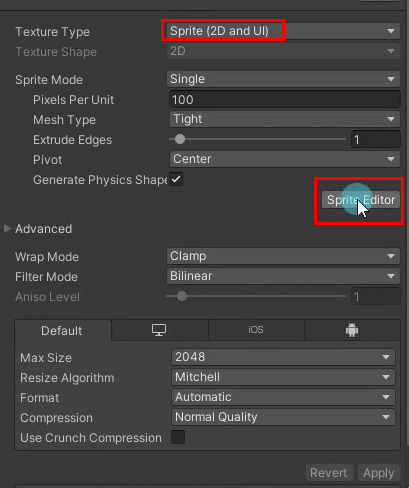 Texture Type Sprite (2D and UI)
Texture Shape 2D
Sprite Mode Single
Pixels Per Unit 100
Mesh Type Tight
Extrude Edges 1
Pivot Center
Generate Physics Shape
Sprite Editor
Advanced
Wrap Mode Clamp
Filter Mode Bilinear
Aniso Level 1
Default iOS
Max Size 2048
Resize Algorithm Mitchell
Format Automatic
Compression Normal Quality
Use Crunch Compression
Revert Apply